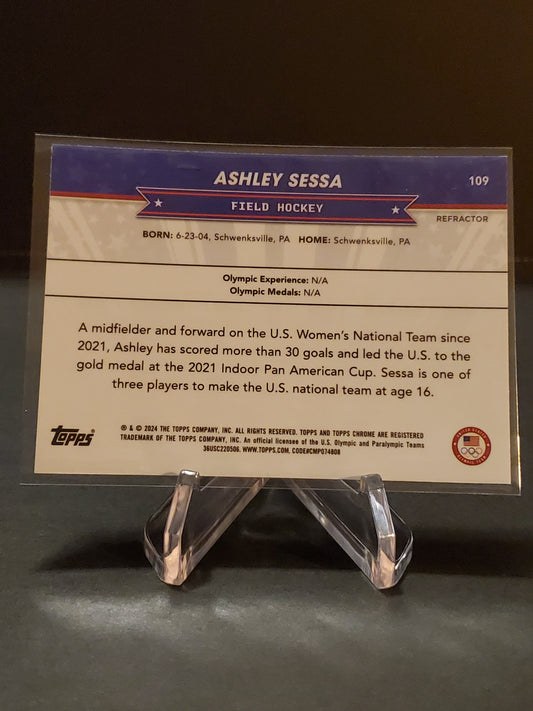 ASHLEY SESSA
109
FIELD HOCKEY
REFRACTOR
BORN: 6-23-04, Schwenksville, PA HOME: Schwenksville, PA
Olympic Experience: N/A
Olympic Medals: N/A
A midfielder and forward on the U.S. Women's National Team since
2021, Ashley has scored more than 30 goals and led the U.S. to the
gold medal at the 2021 Indoor Pan American Cup. Sessa is one of
three players to make the U.S. national team at age 16.
topps
® & © 2024 THE TOPPS COMPANY, INC. ALL RIGHTS RESERVED. TOPPS AND TOPPS CHROME ARE REGISTERED
TRADEMARK OF THE TOPPS COMPANY, INC. An official licensee of the U.S. Olympic and Paralympic Teams
36USC220506. WWW.TOPPS.COM. CODE#CMP074808